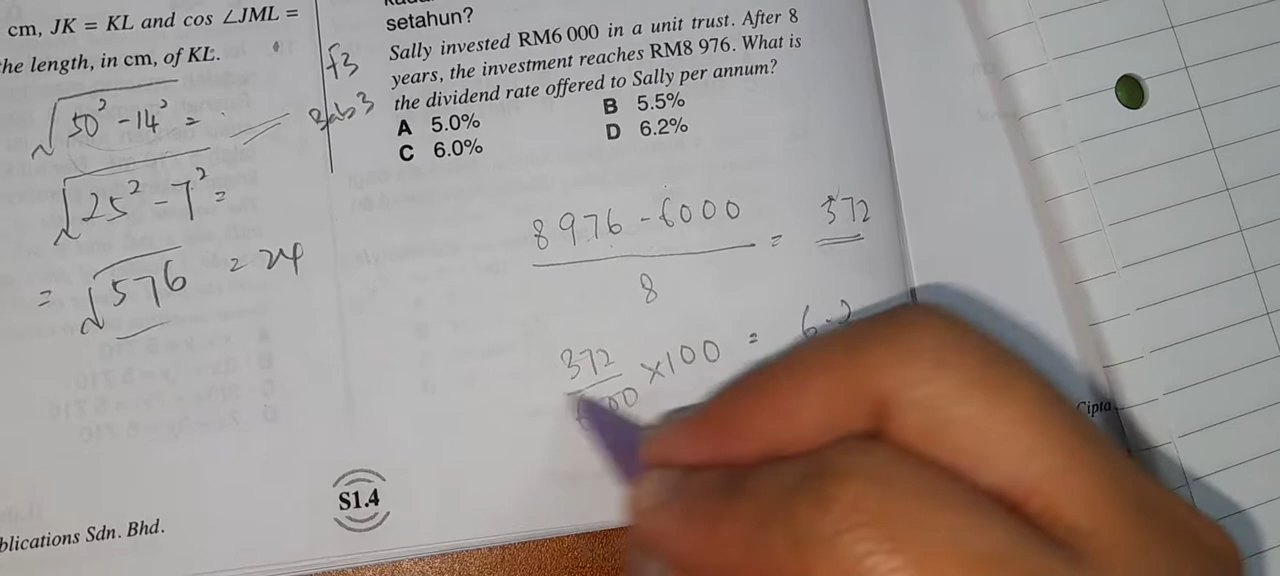 cm, JK = KL and cos ∠JML =
he length, in cm, of KL.
√50² - 14² =
√25² - 7² =
= √576 = 24
f3
Bab3
setahun?
Sally invested RM6 000 in a unit trust. After 8
years, the investment reaches RM8 976. What is
the dividend rate offered to Sally per annum?
A 5.0%
B 5.5%
C 6.0%
D 6.2%
8976 - 6000
= 372
8
372
× 100 = 6.2
S1.4
blications Sdn. Bhd.
Cipta